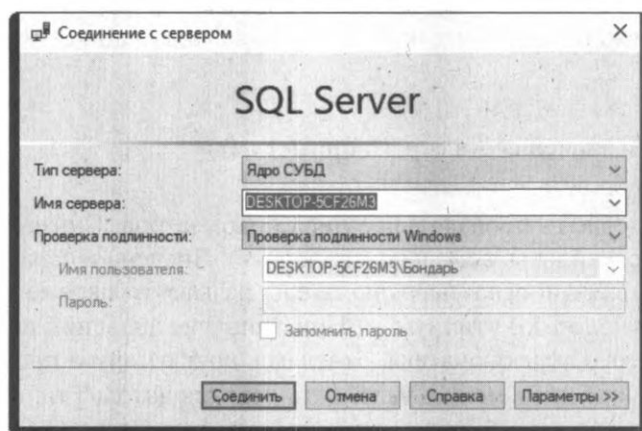 Соединение с сервером
SQL Server
Тип сервера: Ядро СУБД
Имя сервера: DESKTOP-5CF26M3
Проверка подлинности: Проверка подлинности Windows
Имя пользователя: DESKTOP-5CF26M3\Бондарь
Пароль:
Запомнить пароль
Соединить Отмена Справка Параметры >>